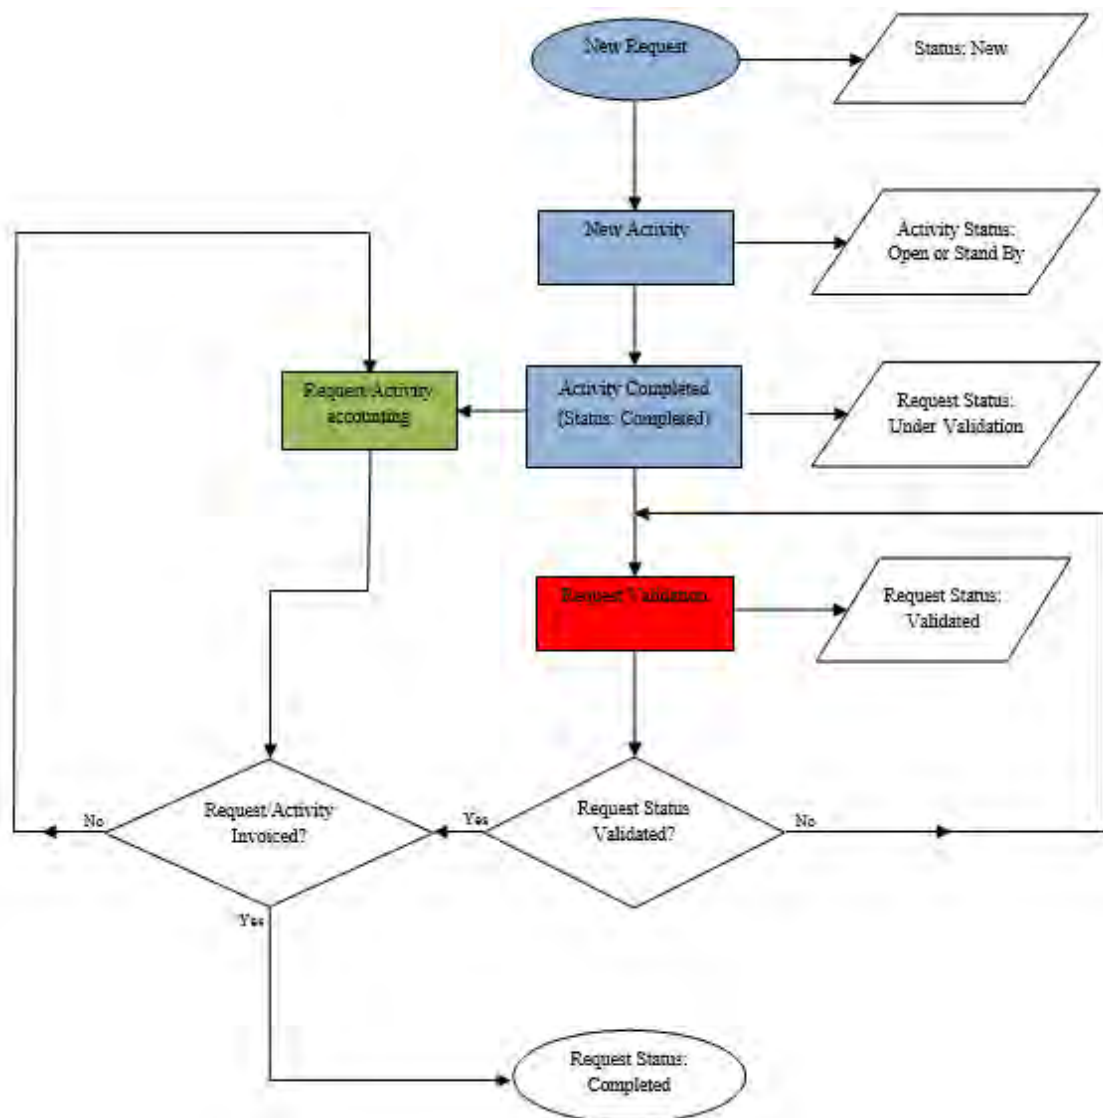 New Request
Status: New
New Activity
Activity Status:
Open or Stand By
Request/Activity
accounting
Activity Completed
(Status: Completed)
Request Status:
Under Validation
Request Validation
Request Status:
Validated
Request/Activity
Invoiced?
Request Status
Validated?
No
Yes
No
Yes
Request Status:
Completed